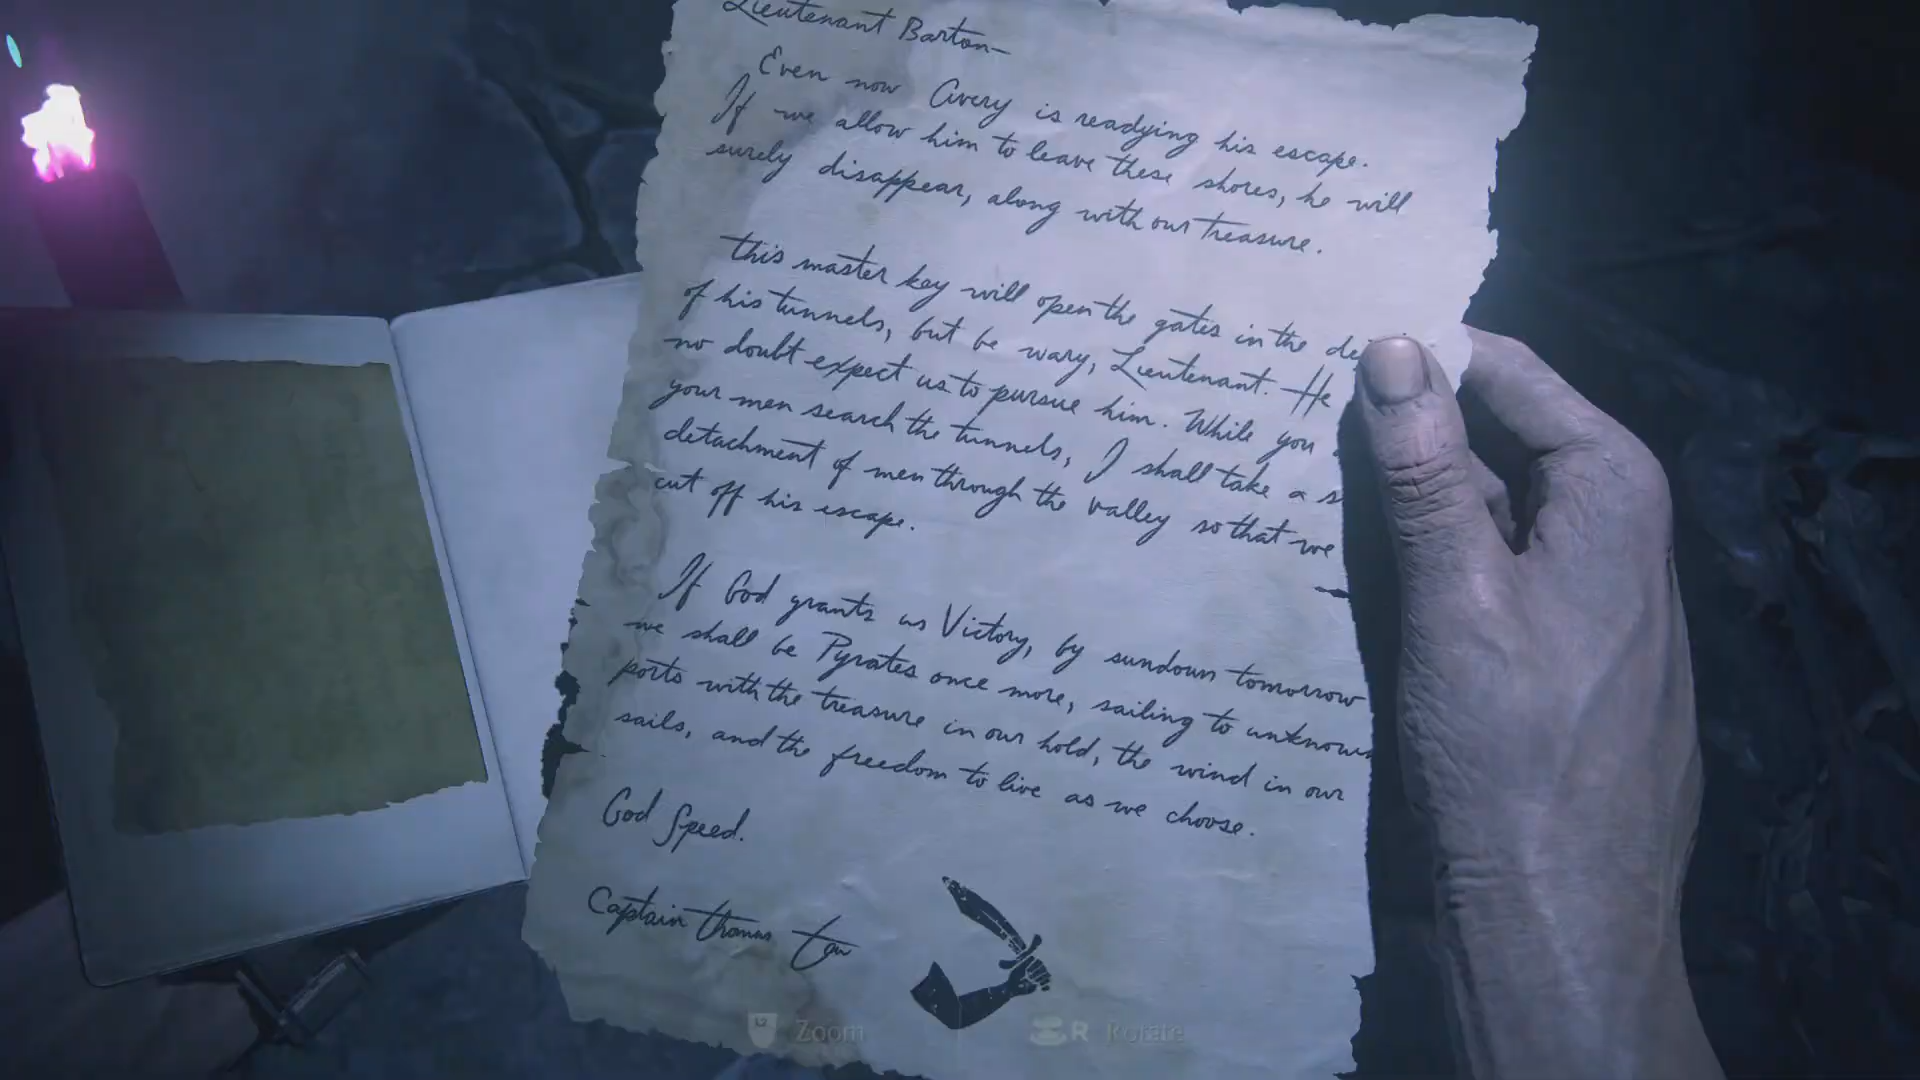 Lieutenant Barton—
Even now Avery is readying his escape.
If we allow him to leave these shores, he will
surely disappear, along with our treasure.
This master key will open the gates in the
of his tunnels, but be wary, Lieutenant. He
no doubt expect us to pursue him. While you
your men search the tunnels, I shall take a
detachment of men through the valley so that we
cut off his escape.
If God grants us Victory, by sundown tomorrow
we shall be Pyrates once more, sailing to unknown
ports with the treasure in our hold, the wind in our
sails, and the freedom to live as we choose.
God Speed.
Captain Thomas Tew
L2 Zoom R Rotate